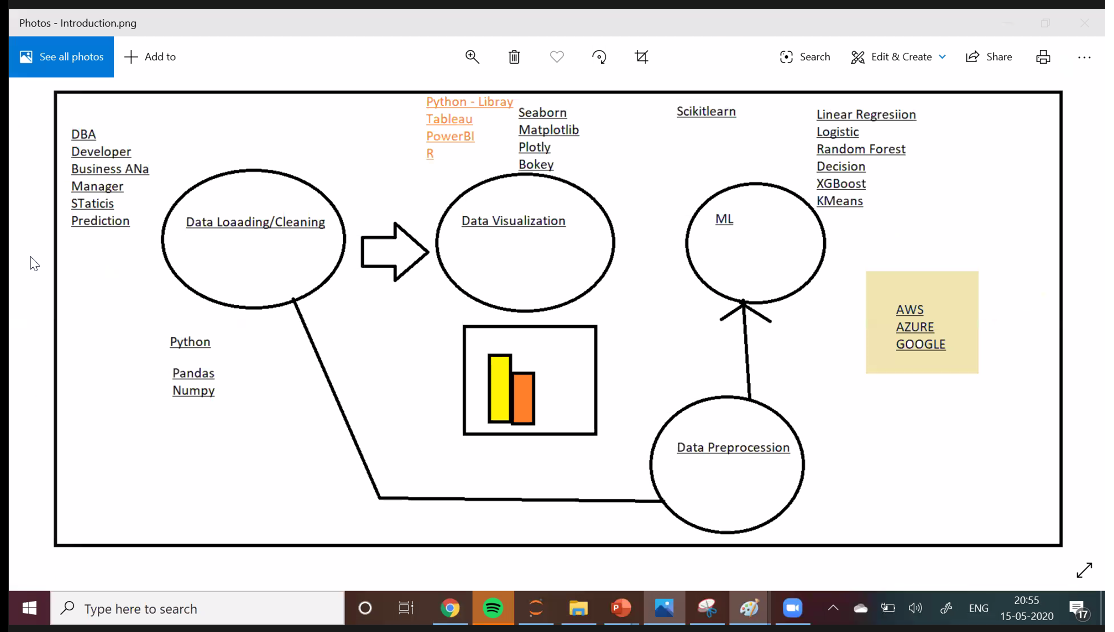 Photos - Introduction.png
See all photos
Add to
Search
Edit & Create
Share
DBA
Developer
Business ANa
Manager
STaticis
Prediction
Python - Libray
Tableau
PowerBI
R
Seaborn
Matplotlib
Plotly
Bokey
Scikitlearn
Linear Regresiion
Logistic
Random Forest
Decision
XGBoost
KMeans
Data Loaading/Cleaning
Data Visualization
ML
AWS
AZURE
GOOGLE
Python
Pandas
Numpy
Data Preprocession
Type here to search
ENG
20:55
15-05-2020
17